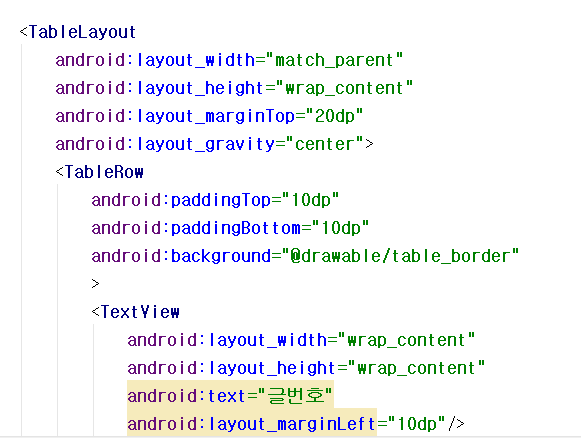 <TableLayout
android:layout_width="match_parent"
android:layout_height="wrap_content"
android:layout_marginTop="20dp"
android:layout_gravity="center">
<TableRow
android:paddingTop="10dp"
android:paddingBottom="10dp"
android:background="@drawable/table_border"
>
<TextView
android:layout_width="wrap_content"
android:layout_height="wrap_content"
android:text="글번호"
android:layout_marginLeft="10dp"/>